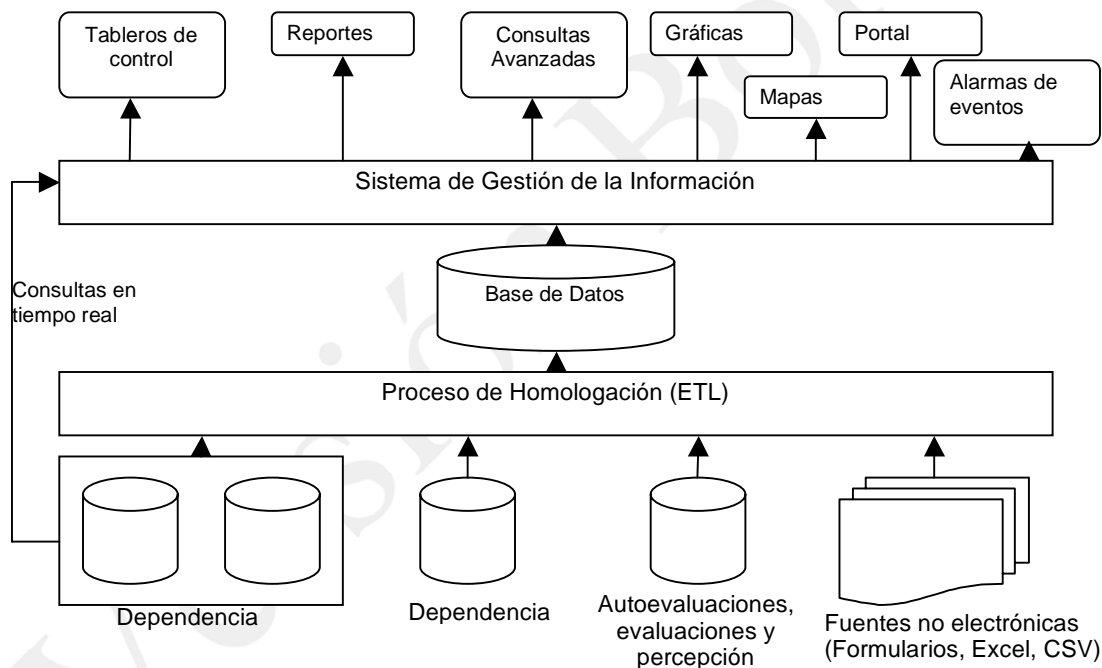 Tableros de
control
Reportes
Consultas
Avanzadas
Gráficas
Portal
Mapas
Alarmas de
eventos
Sistema de Gestión de la Información
Consultas en
tiempo real
Base de Datos
Proceso de Homologación (ETL)
Dependencia
Dependencia
Autoevaluaciones,
evaluaciones y
percepción
Fuentes no electrónicas
(Formularios, Excel, CSV)